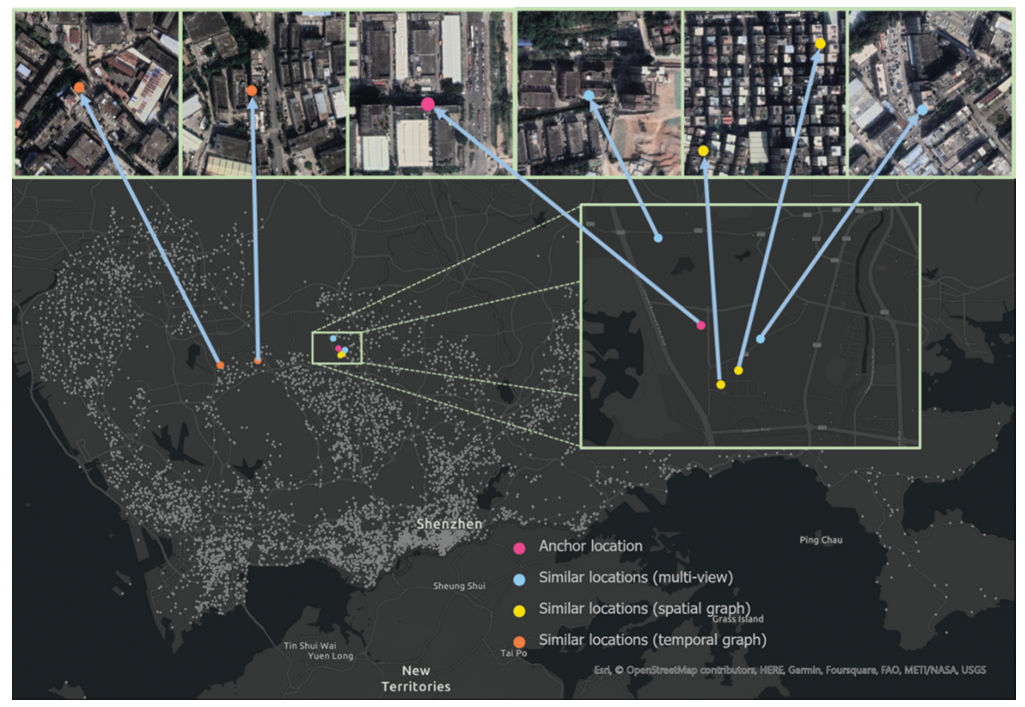 Shenzhen
Anchor location
Ping Chau
Similar locations (multi-view)
Sheung Shui
Similar locations (spatial graph)
Grass Island
Similar locations (temporal graph)
Tin Shui Wai
Yuen Long
Tai Po
New
Territories
Esri, © OpenStreetMap contributors, HERE, Garmin, Foursquare, FAO, METI/NASA, USGS